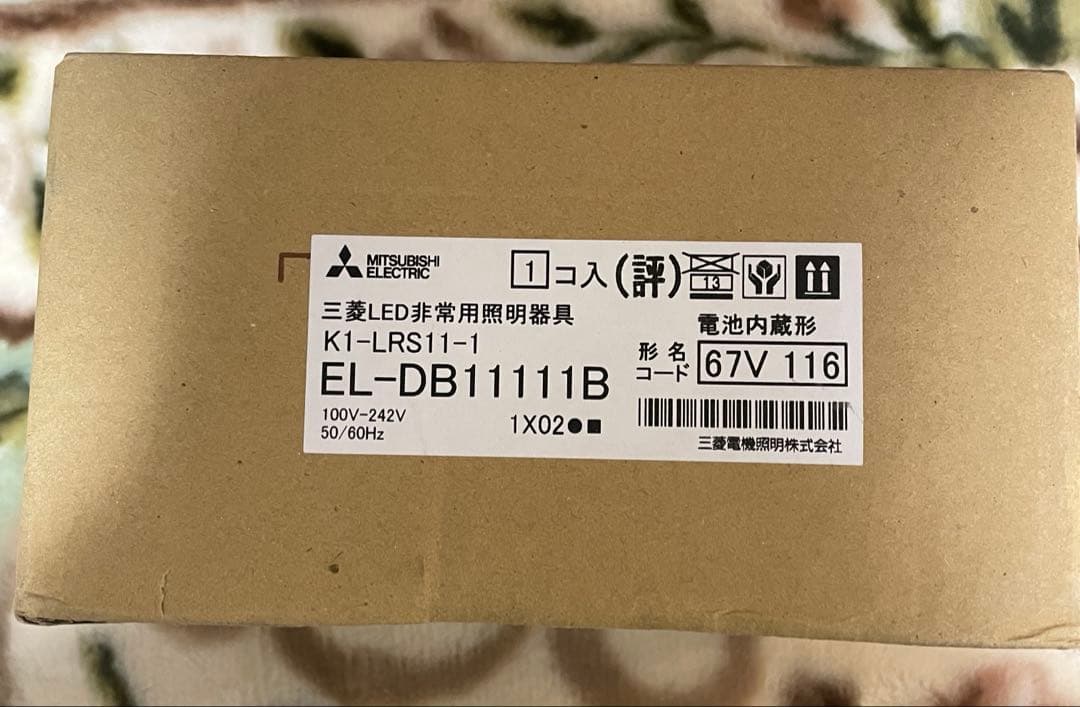 MITSUBISHI
ELECTRIC
1コ入(評)
13
三菱LED非常用照明器具
K1-LRS11-1
EL-DB11111B
100V-242V
50/60Hz
1X02●■
電池内蔵形
形名
コード
67V 116
三菱電機照明株式会社